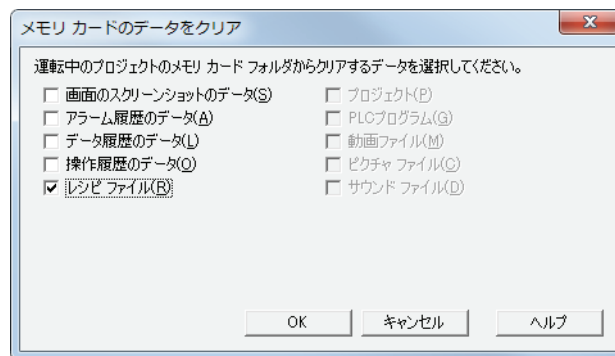 メモリ カードのデータをクリア
運転中のプロジェクトのメモリ カード フォルダからクリアするデータを選択してください。
画面のスクリーンショットのデータ(S)
アラーム履歴のデータ(A)
データ履歴のデータ(L)
操作履歴のデータ(O)
レシピ ファイル(R)
プロジェクト(P)
PLCプログラム(G)
動画ファイル(M)
ピクチャ ファイル(C)
サウンド ファイル(D)
OK
キャンセル
ヘルプ